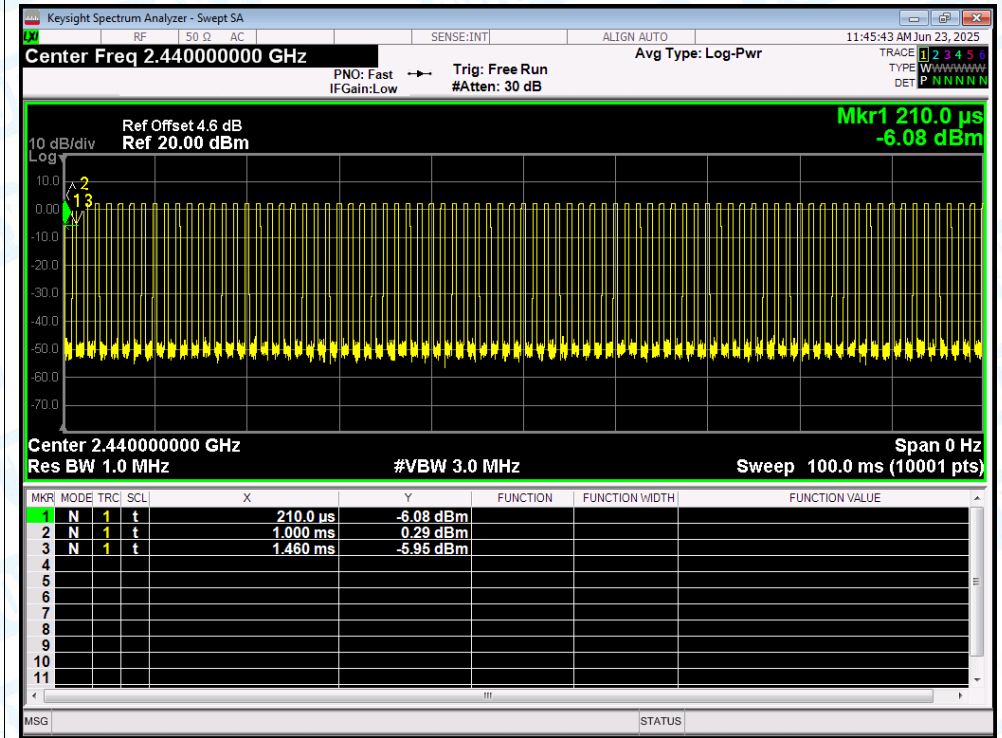 Keysight Spectrum Analyzer - Swept SA
LXI RF 50 Ω AC SENSE:INT ALIGN AUTO 11:45:43 AM Jun 23, 2025
Center Freq 2.440000000 GHz Avg Type: Log-Pwr TRACE 1 2 3 4 5 6
PNO: Fast Trig: Free Run TYPE WWWWWW
IFGain:Low #Atten: 30 dB DET P N N N N N
Mkr1 210.0 µs
Ref Offset 4.6 dB
10 dB/div Ref 20.00 dBm -6.08 dBm
Log
10.0
2
1 3
0.00
-10.0
-20.0
-30.0
-40.0
-50.0
-60.0
-70.0
Center 2.440000000 GHz Span 0 Hz
Res BW 1.0 MHz #VBW 3.0 MHz Sweep 100.0 ms (10001 pts)
MKR MODE TRC SCL X Y FUNCTION FUNCTION WIDTH FUNCTION VALUE
1 N 1 t 210.0 µs -6.08 dBm
2 N 1 t 1.000 ms 0.29 dBm
3 N 1 t 1.460 ms -5.95 dBm
4
5
6
7
8
9
10
11
MSG STATUS